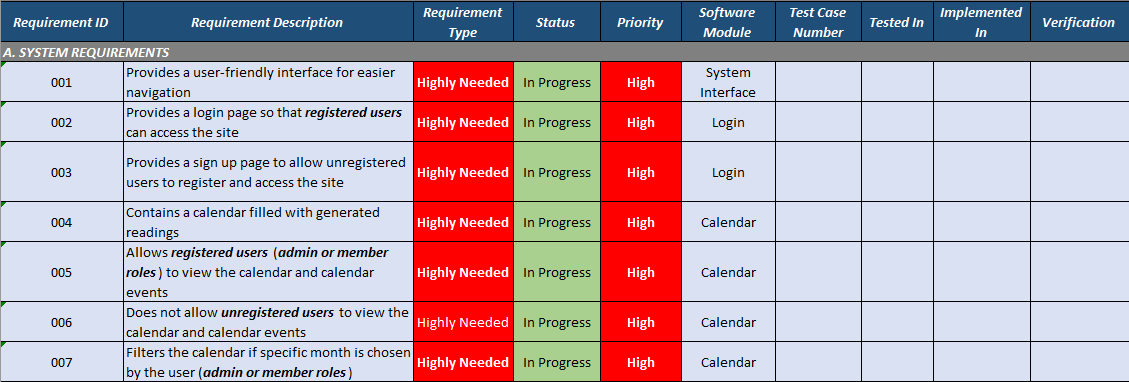 Requirement ID Requirement Description Requirement Type Status Priority Software Module Test Case Number Tested In Implemented In Verification
A. SYSTEM REQUIREMENTS
001 Provides a user-friendly interface for easier navigation Highly Needed In Progress High System Interface
002 Provides a login page so that registered users can access the site Highly Needed In Progress High Login
003 Provides a sign up page to allow unregistered users to register and access the site Highly Needed In Progress High Login
004 Contains a calendar filled with generated readings Highly Needed In Progress High Calendar
005 Allows registered users (admin or member roles) to view the calendar and calendar events Highly Needed In Progress High Calendar
006 Does not allow unregistered users to view the calendar and calendar events Highly Needed In Progress High Calendar
007 Filters the calendar if specific month is chosen by the user (admin or member roles) Highly Needed In Progress High Calendar